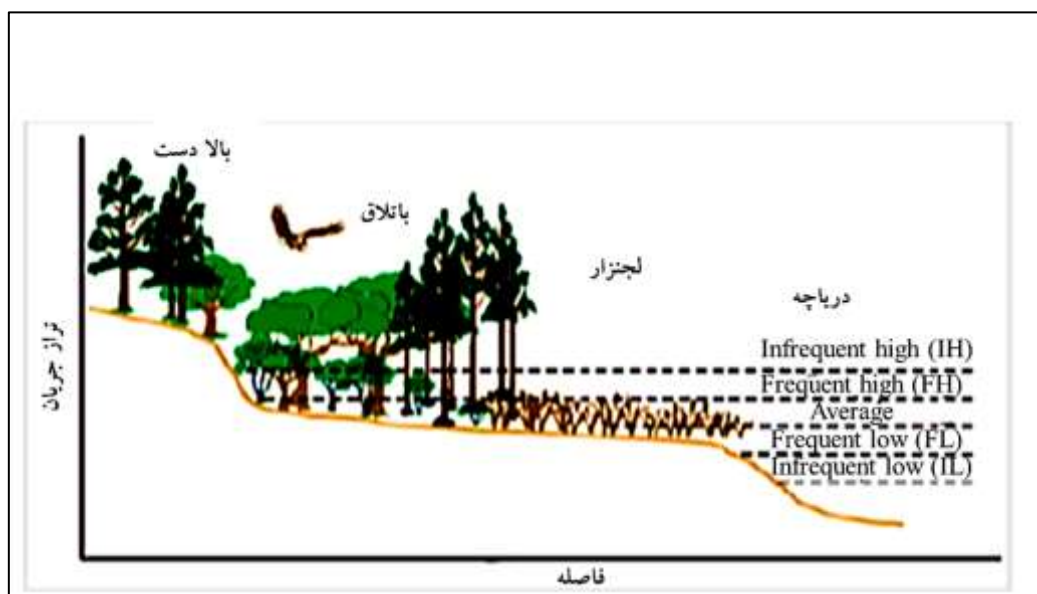 بالا دست
باتلاق
لجنزار
دریاچه
Infrequent high (IH)
Frequent high (FH)
Average
Frequent low (FL)
Infrequent low (IL)
تراز جریان
فاصله